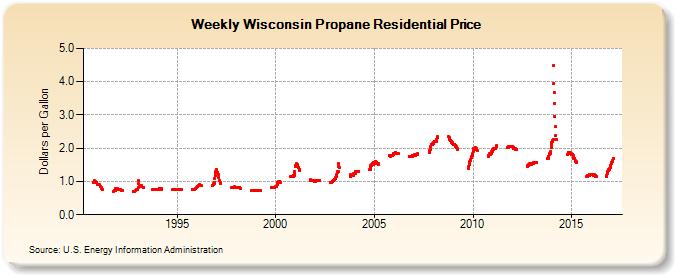 Weekly Wisconsin Propane Residential Price
Dollars per Gallon
5.0
4.0
3.0
2.0
1.0
0.0
1995 2000 2005 2010 2015
Source: U.S. Energy Information Administration